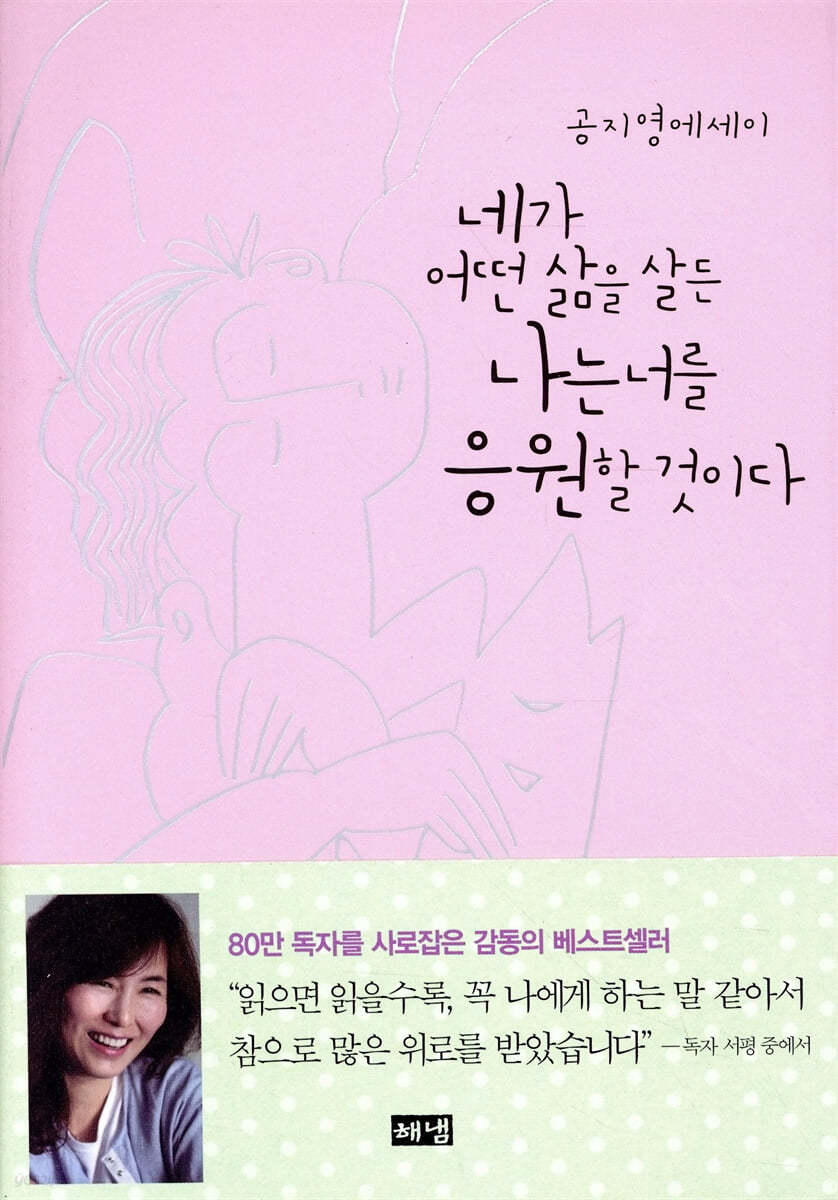 공지영에세이
네가
어떤 삶을 살든
나는 너를
응원할 것이다
80만 독자를 사로잡은 감동의 베스트셀러
“읽으면 읽을수록, 꼭 나에게 하는 말 같아서
참으로 많은 위로를 받았습니다” —독자 서평 중에서
해냄